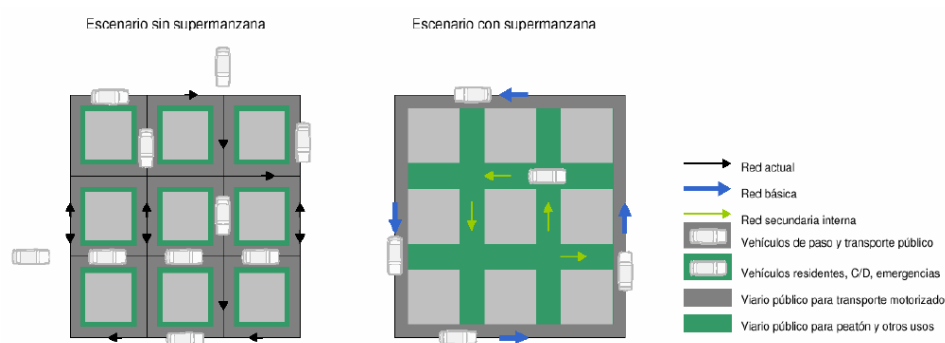 Escenario sin supermanzana
Escenario con supermanzana
Red actual
Red básica
Red secundaria interna
Vehículos de paso y transporte público
Vehículos residentes, C/D, emergencias
Viario público para transporte motorizado
Viario público para peatón y otros usos